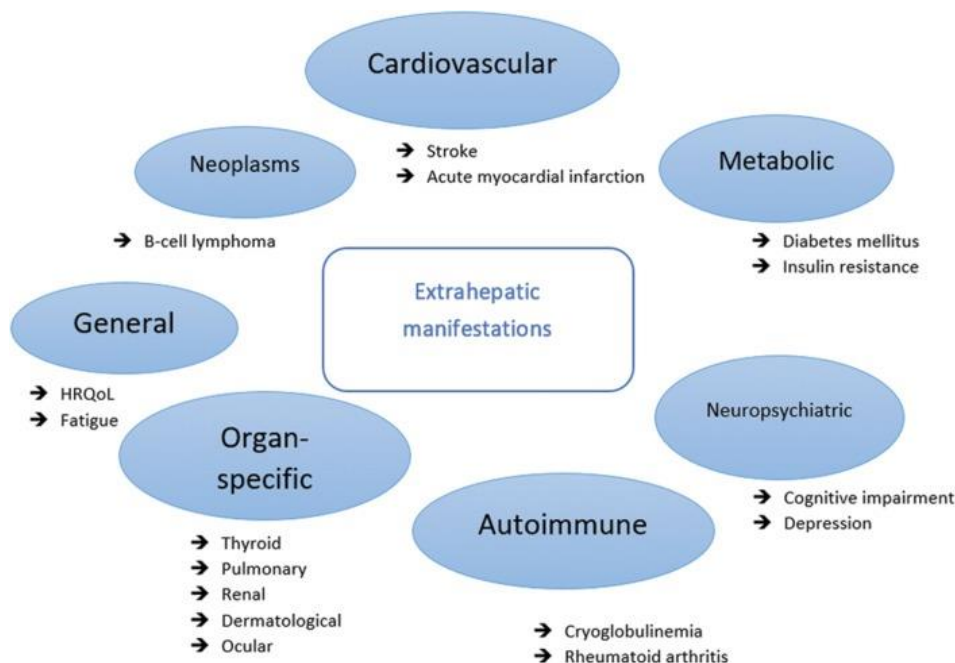 Cardiovascular
→ Stroke
→ Acute myocardial infarction
Neoplasms
→ B-cell lymphoma
Metabolic
→ Diabetes mellitus
→ Insulin resistance
Extrahepatic
manifestations
General
→ HRQoL
→ Fatigue
Neuropsychiatric
→ Cognitive impairment
→ Depression
Organ-
specific
→ Thyroid
→ Pulmonary
→ Renal
→ Dermatological
→ Ocular
Autoimmune
→ Cryoglobulinemia
→ Rheumatoid arthritis